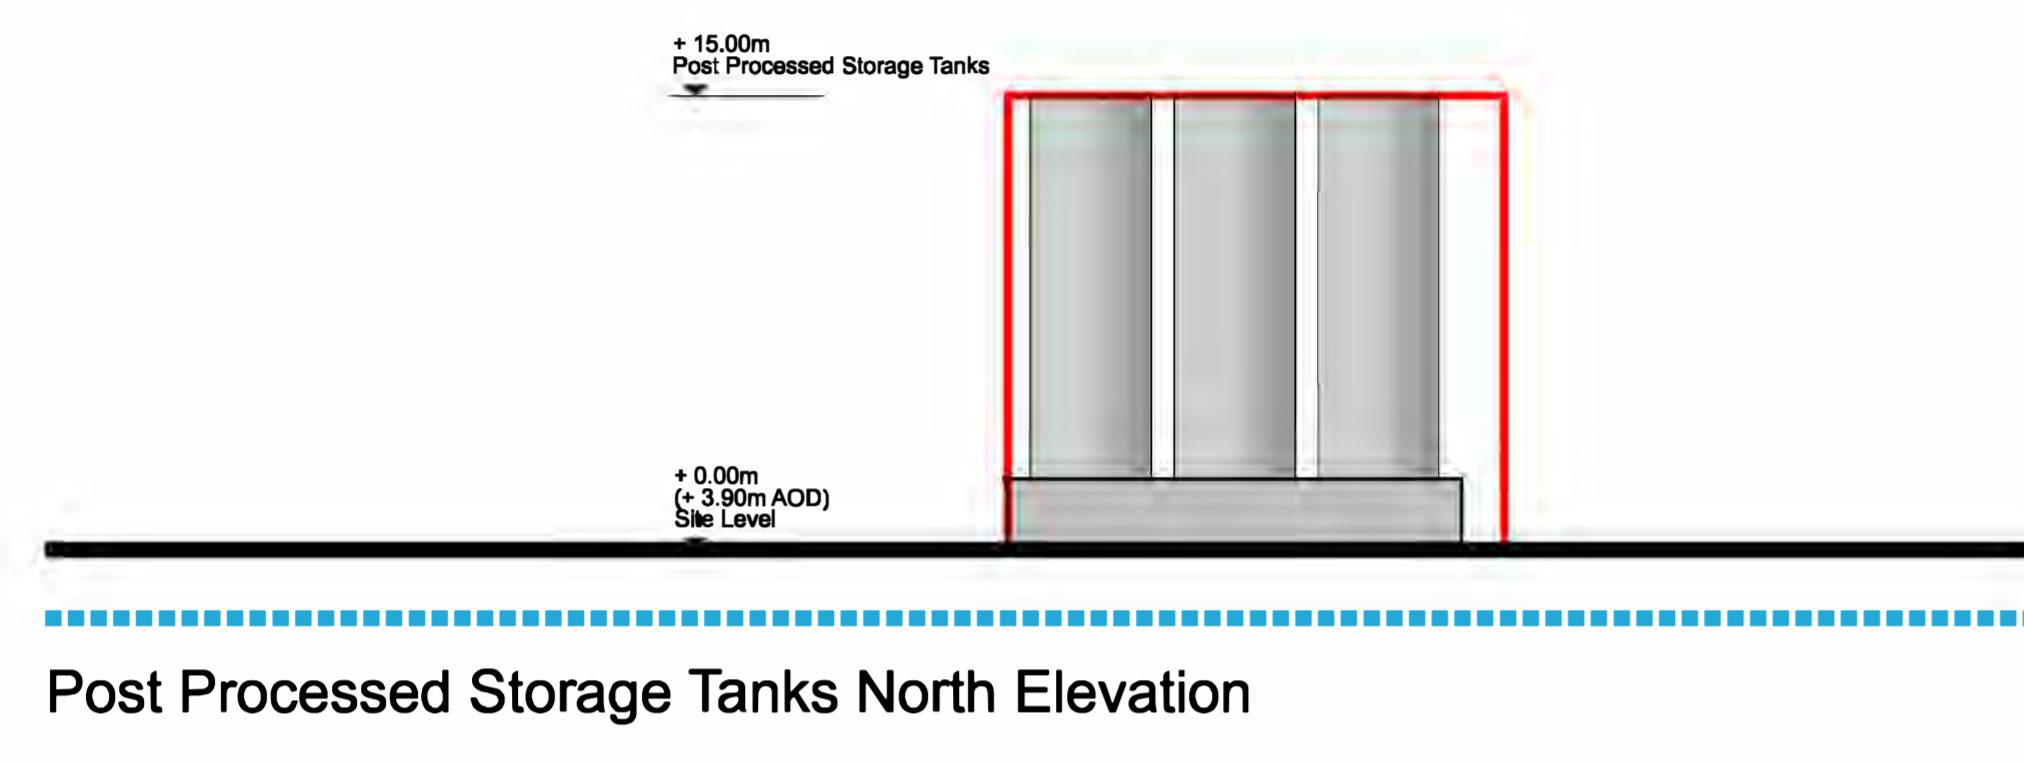 + 15.00m
Post Processed Storage Tanks
+ 0.00m
(+ 3.90m AOD)
Site Level
Post Processed Storage Tanks North Elevation